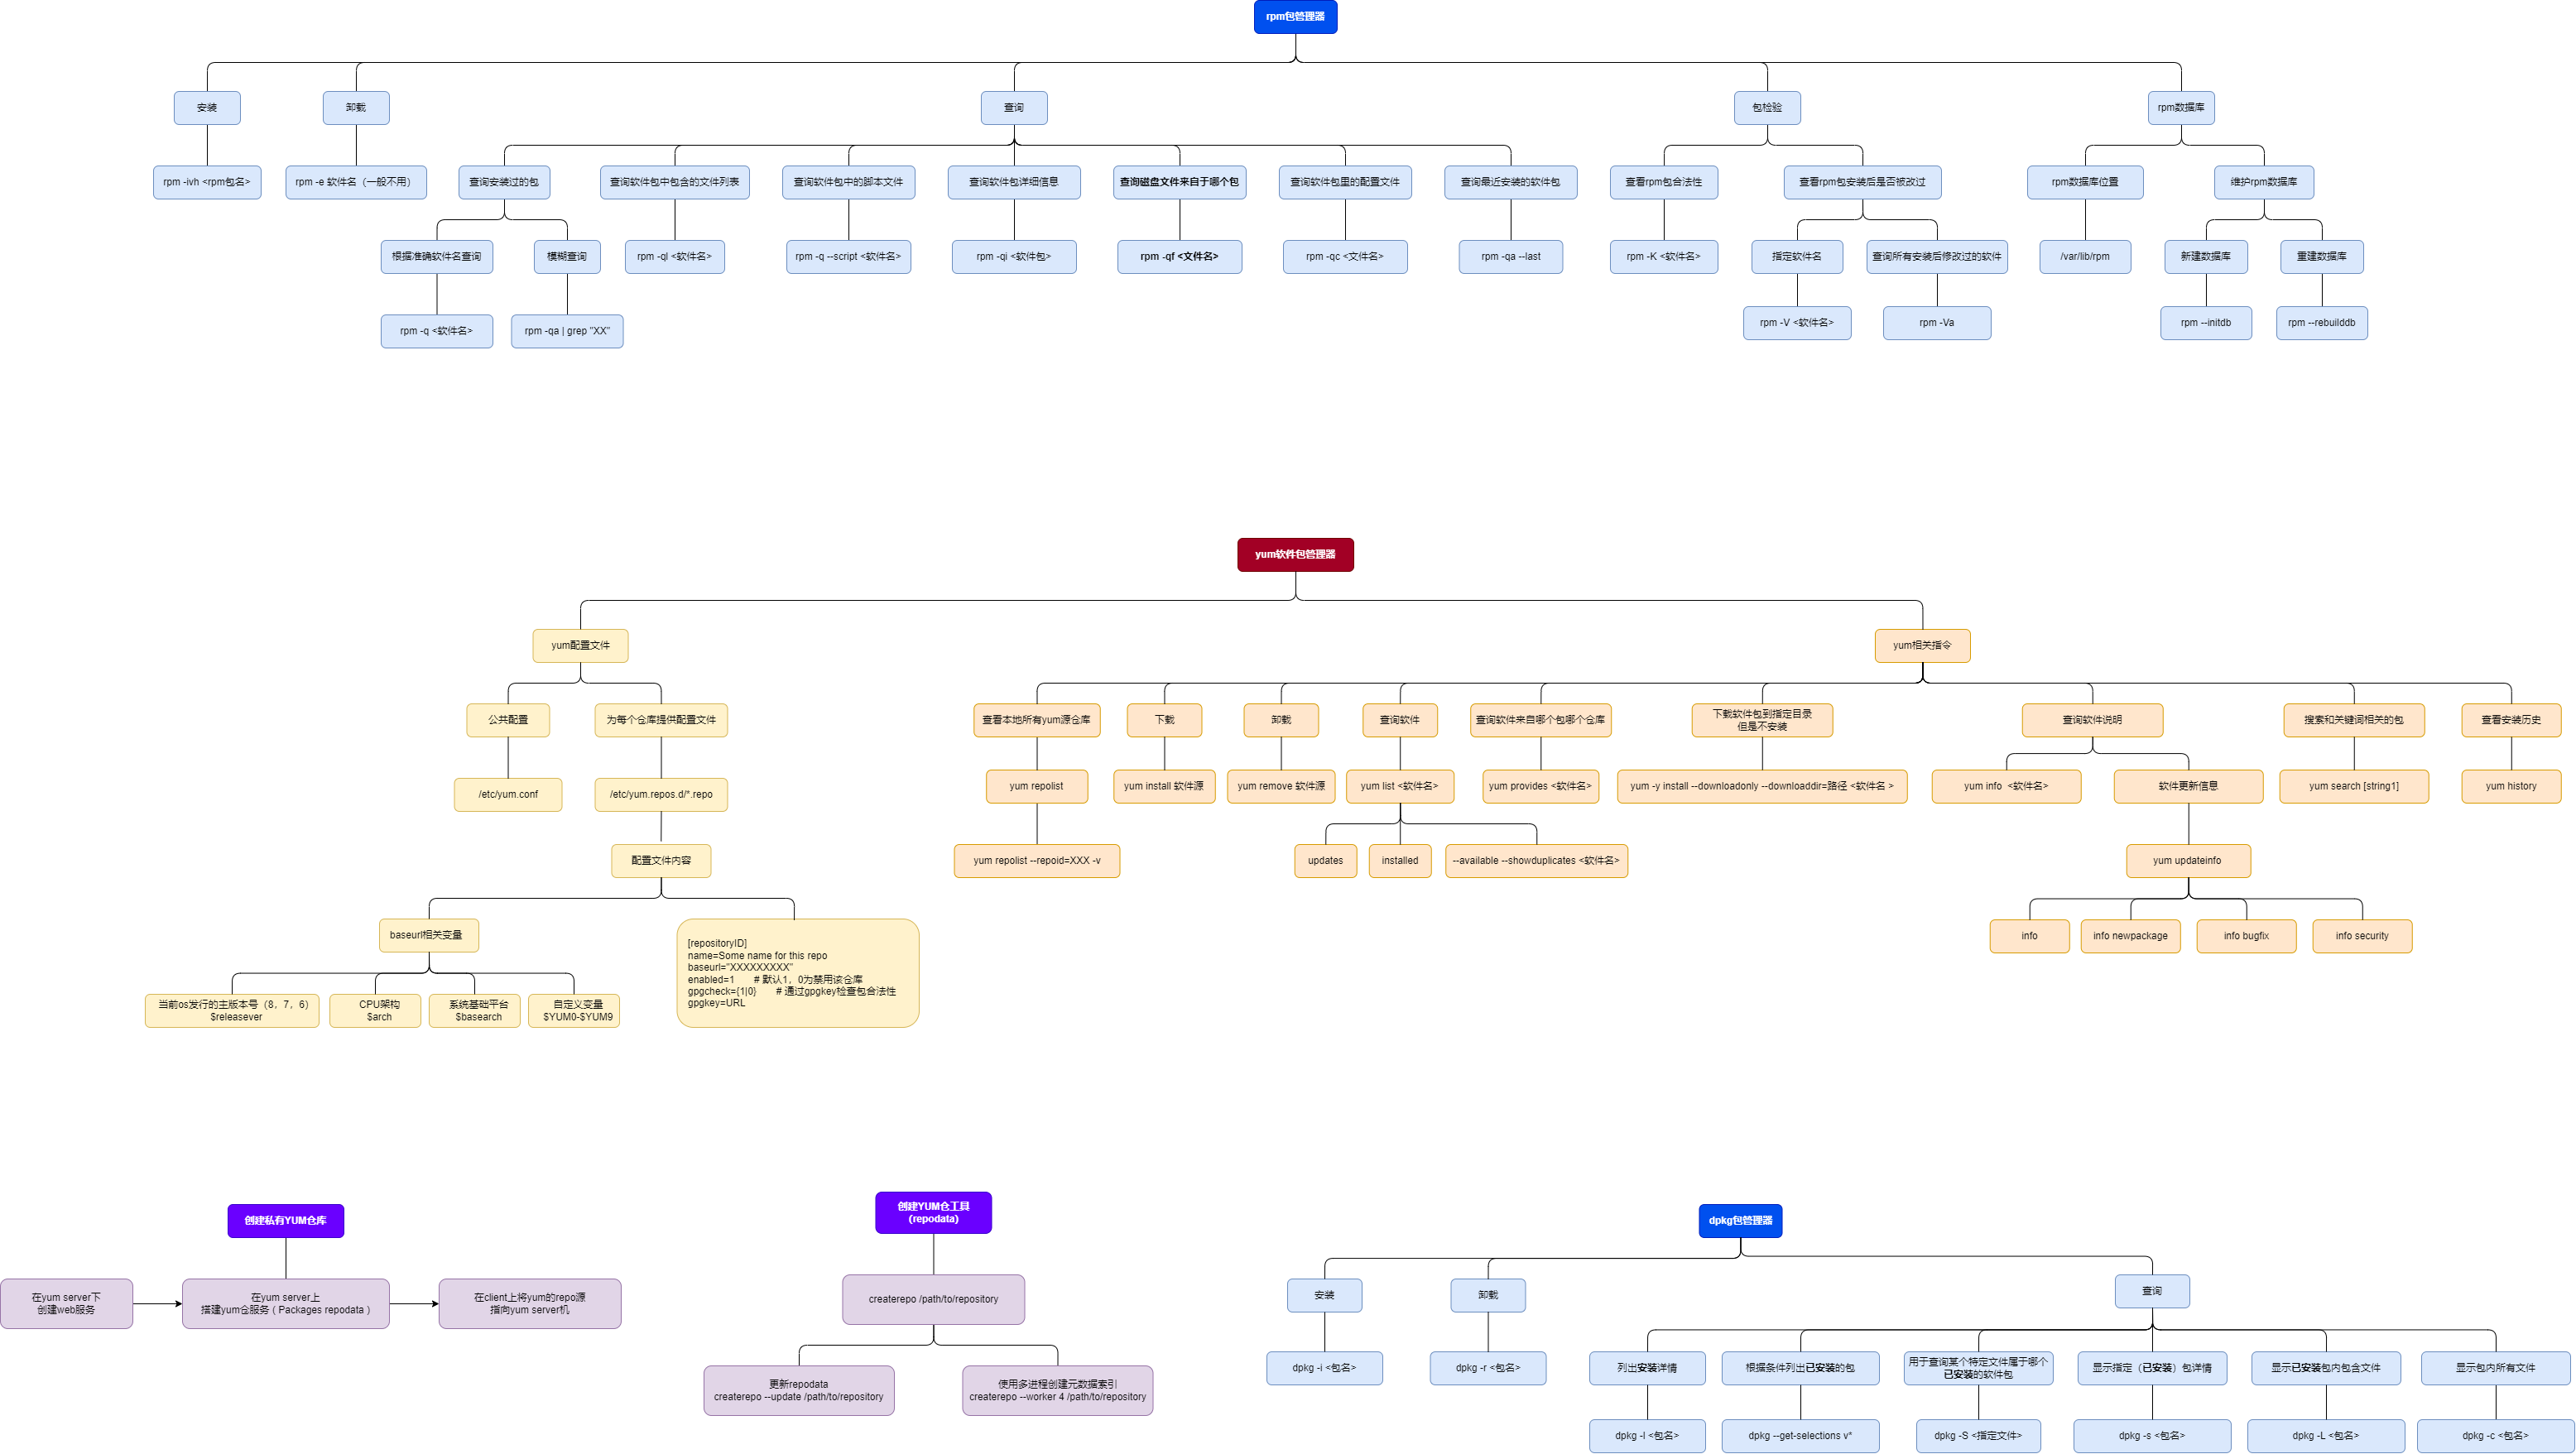 rpm包管理器
安装
卸载
查询
包检验
rpm数据库
rpm -ivh <rpm包名>
rpm -e 软件名（一般不用）
查询安装过的包
查询软件包中包含的文件列表
查询软件包中的脚本文件
查询软件包详细信息
查询磁盘文件来自于哪个包
查询软件包里的配置文件
查询最近安装的软件包
查看rpm包合法性
查看rpm包安装后是否被改过
rpm数据库位置
维护rpm数据库
根据准确软件名查询
模糊查询
rpm -ql <软件名>
rpm -q --script <软件名>
rpm -qi <软件包>
rpm -qf <文件名>
rpm -qc <文件名>
rpm -qa --last
rpm -K <软件名>
指定软件名
查询所有安装后修改过的软件
/var/lib/rpm
新建数据库
重建数据库
rpm -q <软件名>
rpm -qa | grep "XX"
rpm -V <软件名>
rpm -Va
rpm --initdb
rpm --rebuilddb
yum软件包管理器
yum配置文件
yum相关指令
公共配置
为每个仓库提供配置文件
查看本地所有yum源仓库
下载
卸载
查询软件
查询软件来自哪个包哪个仓库
下载软件包到指定目录
但是不安装
查询软件说明
搜索和关键词相关的包
查看安装历史
/etc/yum.conf
/etc/yum.repos.d/*.repo
yum repolist
yum install 软件源
yum remove 软件源
yum list <软件名>
yum provides <软件名>
yum -y install --downloadonly --downloaddir=路径 <软件名 >
yum info  <软件名>
软件更新信息
yum search [string1]
yum history
配置文件内容
yum repolist --repoid=XXX -v
updates
installed
--available --showduplicates <软件名>
yum updateinfo
baseurl相关变量
[repositoryID]
name=Some name for this repo
baseurl="XXXXXXXXX"
enabled=1       # 默认1，0为禁用该仓库
gpgcheck={1|0}       # 通过gpgkey检查包合法性
gpgkey=URL
info
info newpackage
info bugfix
info security
当前os发行的主版本号（8，7，6）
$releasever
CPU架构
$arch
系统基础平台
$basearch
自定义变量
$YUM0-$YUM9
创建私有YUM仓库
在yum server下
创建web服务
在yum server上
搭建yum仓服务 ( Packages repodata )
在client上将yum的repo源
指向yum server机
创建YUM仓工具
(repodata)
createrepo /path/to/repository
更新repodata
createrepo --update /path/to/repository
使用多进程创建元数据索引
createrepo --worker 4 /path/to/repository
dpkg包管理器
安装
卸载
查询
dpkg -i <包名>
dpkg -r <包名>
列出安装详情
根据条件列出已安装的包
用于查询某个特定文件属于哪个
已安装的软件包
显示指定（已安装）包详情
显示已安装包内包含文件
显示包内所有文件
dpkg -l <包名>
dpkg --get-selections v*
dpkg -S <指定文件>
dpkg -s <包名>
dpkg -L <包名>
dpkg -c <包名>